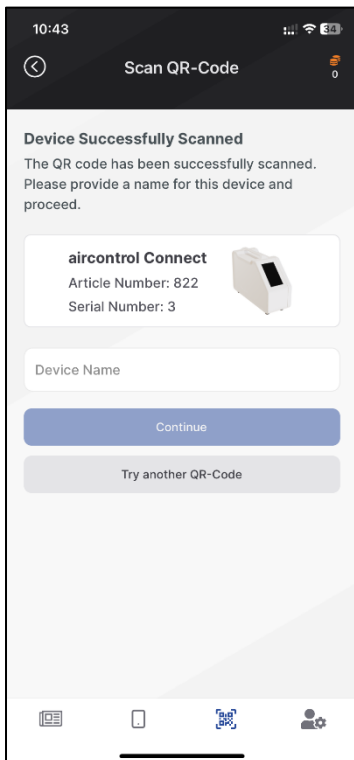 10:43
34
Scan QR-Code
0
Device Successfully Scanned
The QR code has been successfully scanned.
Please provide a name for this device and
proceed.
aircontrol Connect
Article Number: 822
Serial Number: 3
Device Name
Continue
Try another QR-Code